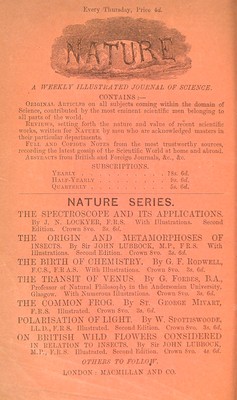 Every Thursday, Price 6d.
NATURE
A WEEKLY ILLUSTRATED JOURNAL OF SCIENCE.
CONTAINS:—
ORIGINAL ARTICLES on all subjects coming within the domain of
Science, contributed by the most eminent scientific men belonging to
all parts of the world.
REVIEWS, setting forth the nature and value of recent scientific
works, written for NATURE by men who are acknowledged masters in
their particular departments.
FULL AND COPIOUS NOTES from the most trustworthy sources,
recording the latest gossip of the Scientific World at home and abroad.
ABSTRACTS from British and Foreign Journals, &c., &c.
SUBSCRIPTIONS.
YEARLY 6d.
HALF-YEARLY 6d.
QUARTERLY 5s. 0d.
NATURE SERIES.
THE SPECTROSCOPE AND ITS APPLICATIONS.
By J. N. LOCKYER, F.R.S. With Illustrations. Second
Edition. Crown 8vo. 3s. 6d.
THE ORIGIN AND METAMORPHOSES OF
INSECTS. By Sir JOHN LUBBOCK, M.P., F.R.S. With
Illustrations. Second Edition. Crown 8vo. 3s. 6d.
THE BIRTH OF CHEMISTRY. By G. F. RODWELL,
F.C.S., F.R.A.S. With Illustrations. Crown 8vo. 3s. 6d.
THE TRANSIT OF VENUS. By G. FORBES, B.A.,
Professor of Natural Philosophy in the Andersonian University,
Glasgow. With Numerous Illustrations. Crown 8vo. 3s. 6d.
THE COMMON FROG. By ST. GEORGE MIVART,
F.R.S. Illustrated. Crown 8vo. 3s. 6d.
POLARISATION OF LIGHT. By W. SPOTTISWOODE,
LL.D., F.R.S. Illustrated. Second Edition. Crown 8vo. 3s. 6d.
ON BRITISH WILD FLOWERS CONSIDERED
IN RELATION TO INSECTS. By Sir JOHN LUBBOCK,
M.P., F.R.S. Illustrated. Second Edition. Crown 8vo. 4s. 6d.
OTHERS TO FOLLOW.
LONDON: MACMILLAN AND CO.